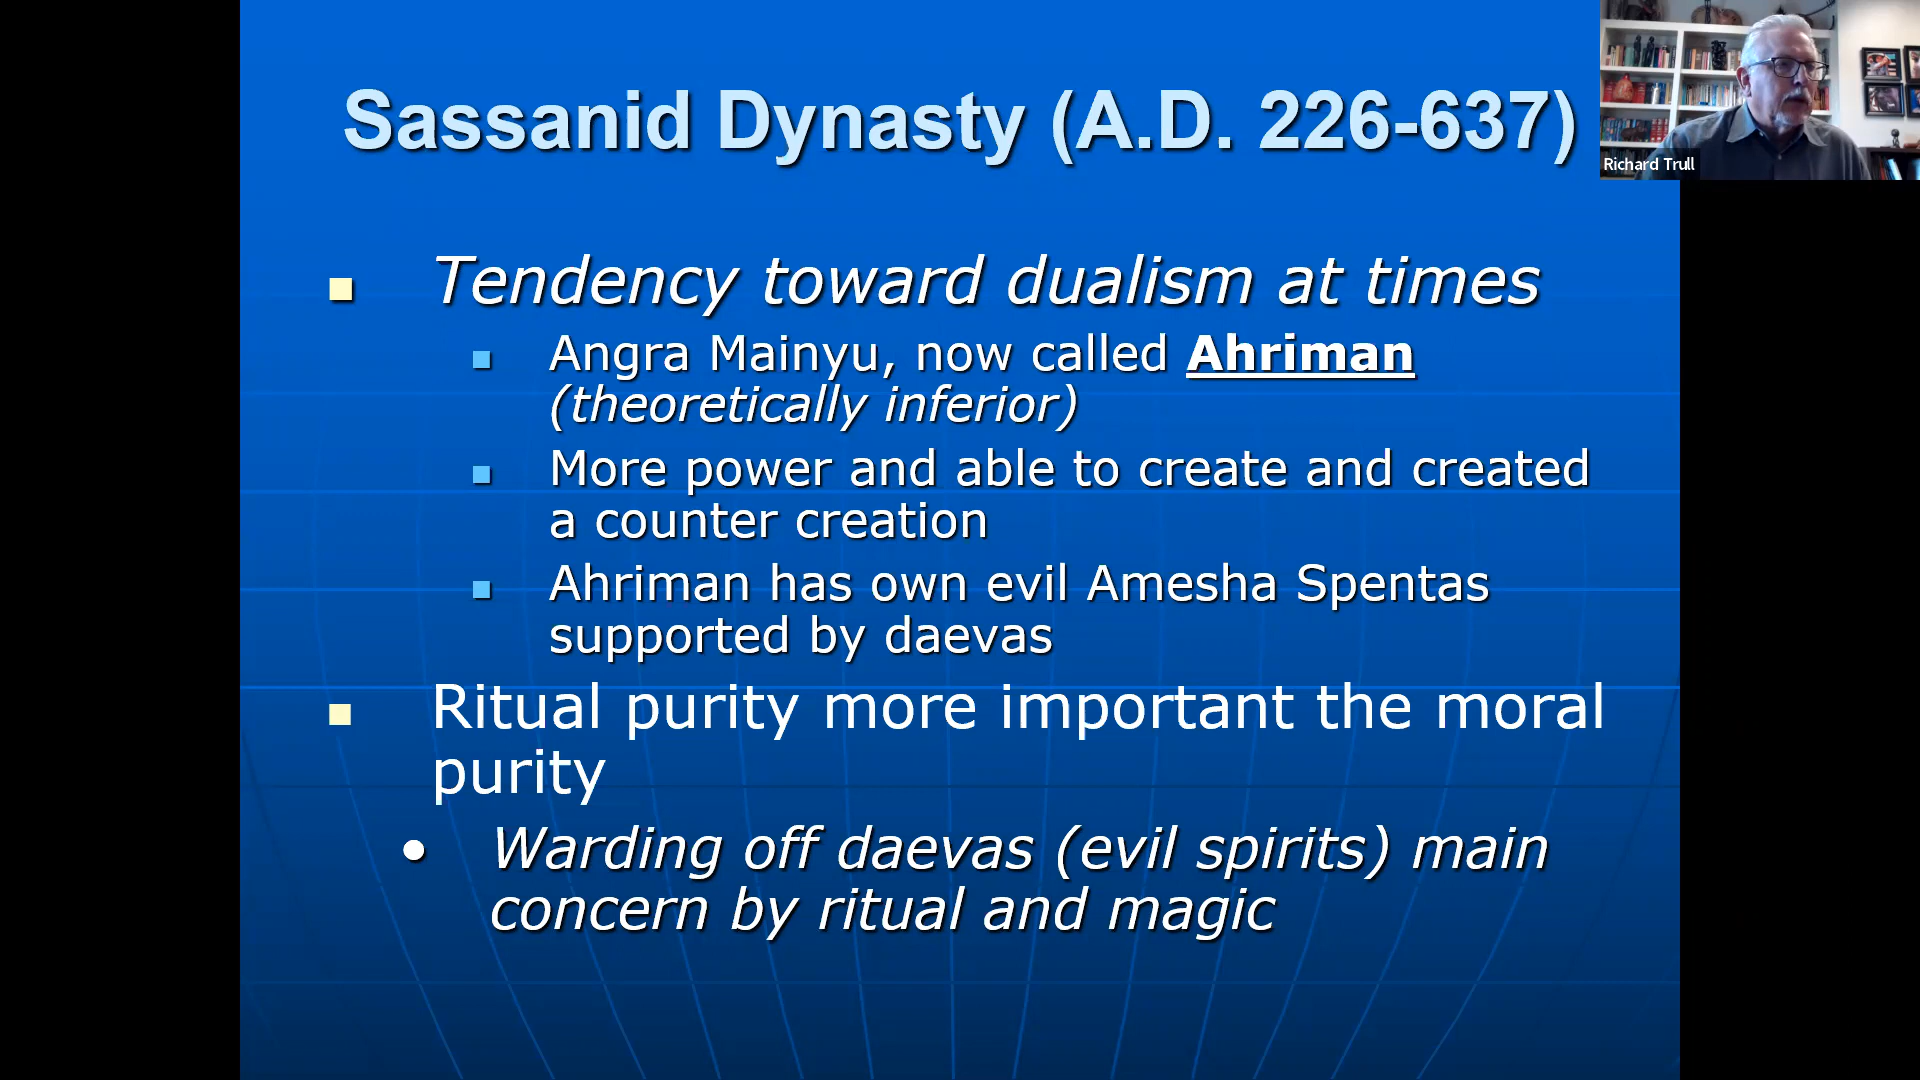 Sassanid Dynasty (A.D. 226-637)
Richard Trull
Tendency toward dualism at times
Angra Mainyu, now called Ahriman
(theoretically inferior)
More power and able to create and created
a counter creation
Ahriman has own evil Amesha Spentas
supported by daevas
Ritual purity more important the moral
purity
Warding off daevas (evil spirits) main
concern by ritual and magic